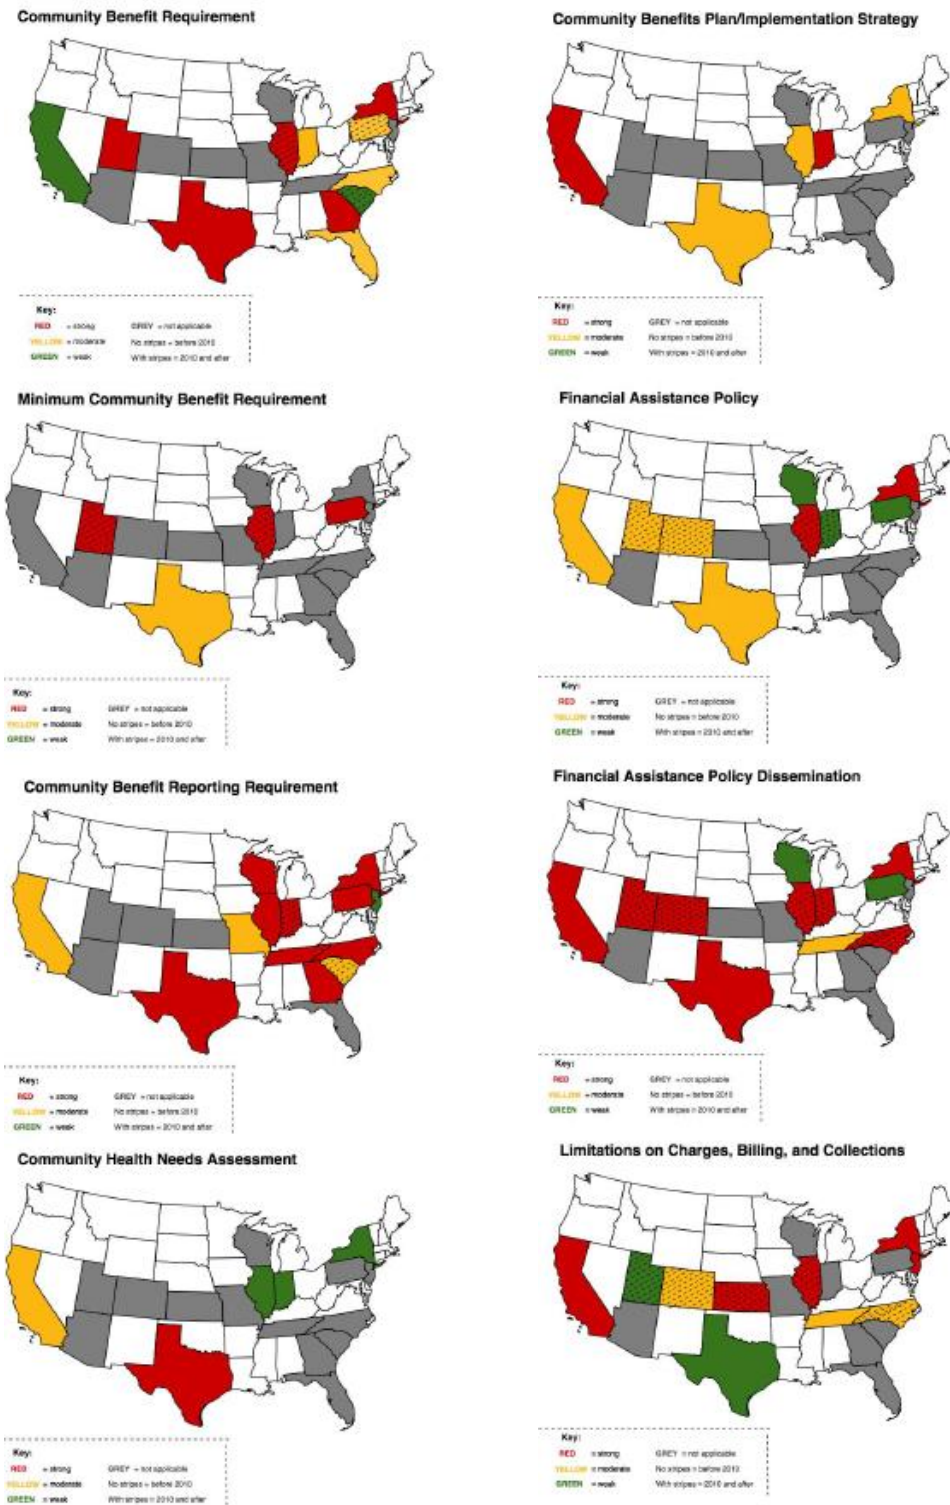 Community Benefit Requirement
Key:
RED = strong GREY = not applicable
YELLOW = moderate No stripes = before 2010
GREEN = weak With stripes = 2010 and after
Community Benefits Plan/Implementation Strategy
Key:
RED = strong GREY = not applicable
YELLOW = moderate No stripes = before 2010
GREEN = weak With stripes = 2010 and after
Minimum Community Benefit Requirement
Key:
RED = strong GREY = not applicable
YELLOW = moderate No stripes = before 2010
GREEN = weak With stripes = 2010 and after
Financial Assistance Policy
Key:
RED = strong GREY = not applicable
YELLOW = moderate No stripes = before 2010
GREEN = weak With stripes = 2010 and after
Community Benefit Reporting Requirement
Key:
RED = strong GREY = not applicable
YELLOW = moderate No stripes = before 2010
GREEN = weak With stripes = 2010 and after
Financial Assistance Policy Dissemination
Key:
RED = strong GREY = not applicable
YELLOW = moderate No stripes = before 2010
GREEN = weak With stripes = 2010 and after
Community Health Needs Assessment
Key:
RED = strong GREY = not applicable
YELLOW = moderate No stripes = before 2010
GREEN = weak With stripes = 2010 and after
Limitations on Charges, Billing, and Collections
Key:
RED = strong GREY = not applicable
YELLOW = moderate No stripes = before 2010
GREEN = weak With stripes = 2010 and after